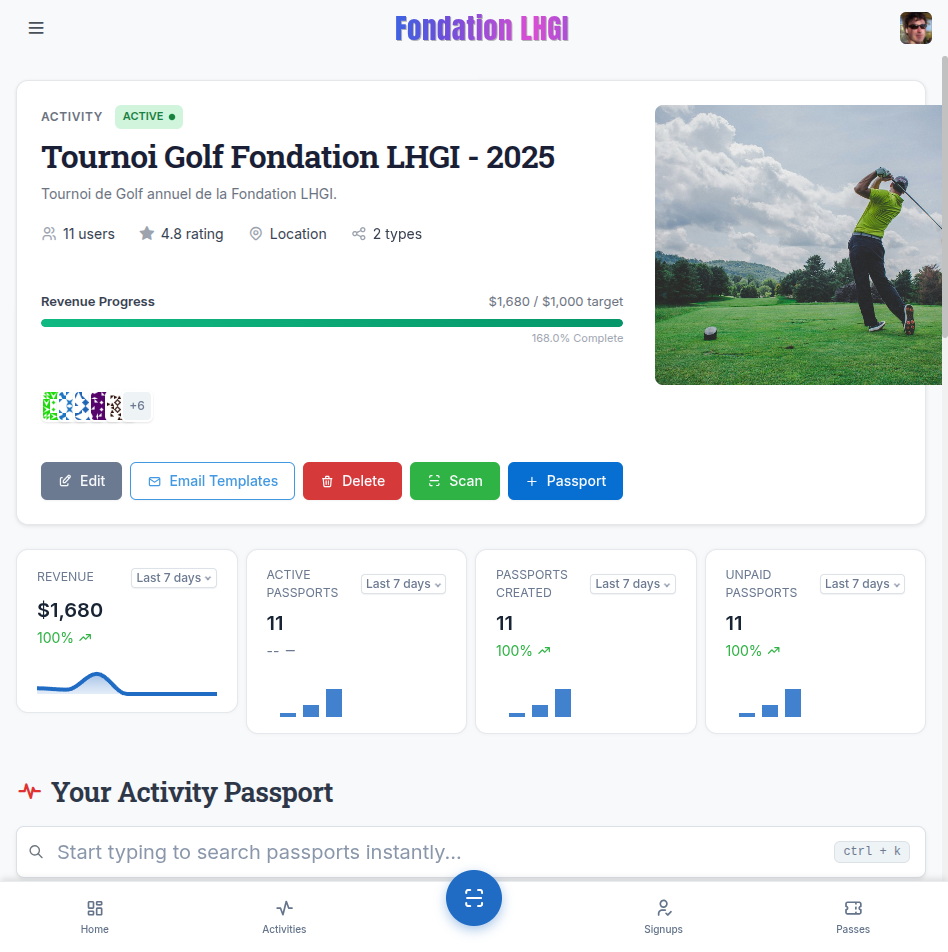 Fondation LHGI
ACTIVITY ACTIVE
Tournoi Golf Fondation LHGI - 2025
Tournoi de Golf annuel de la Fondation LHGI.
11 users 4.8 rating Location 2 types
Revenue Progress $1,680 / $1,000 target
168.0% Complete
+6
Edit Email Templates Delete Scan + Passport
REVENUE Last 7 days
$1,680
100%
ACTIVE PASSPORTS Last 7 days
11
-- –
PASSPORTS CREATED Last 7 days
11
100%
UNPAID PASSPORTS Last 7 days
11
100%
Your Activity Passport
Start typing to search passports instantly... ctrl + k
Home Activities Signups Passes